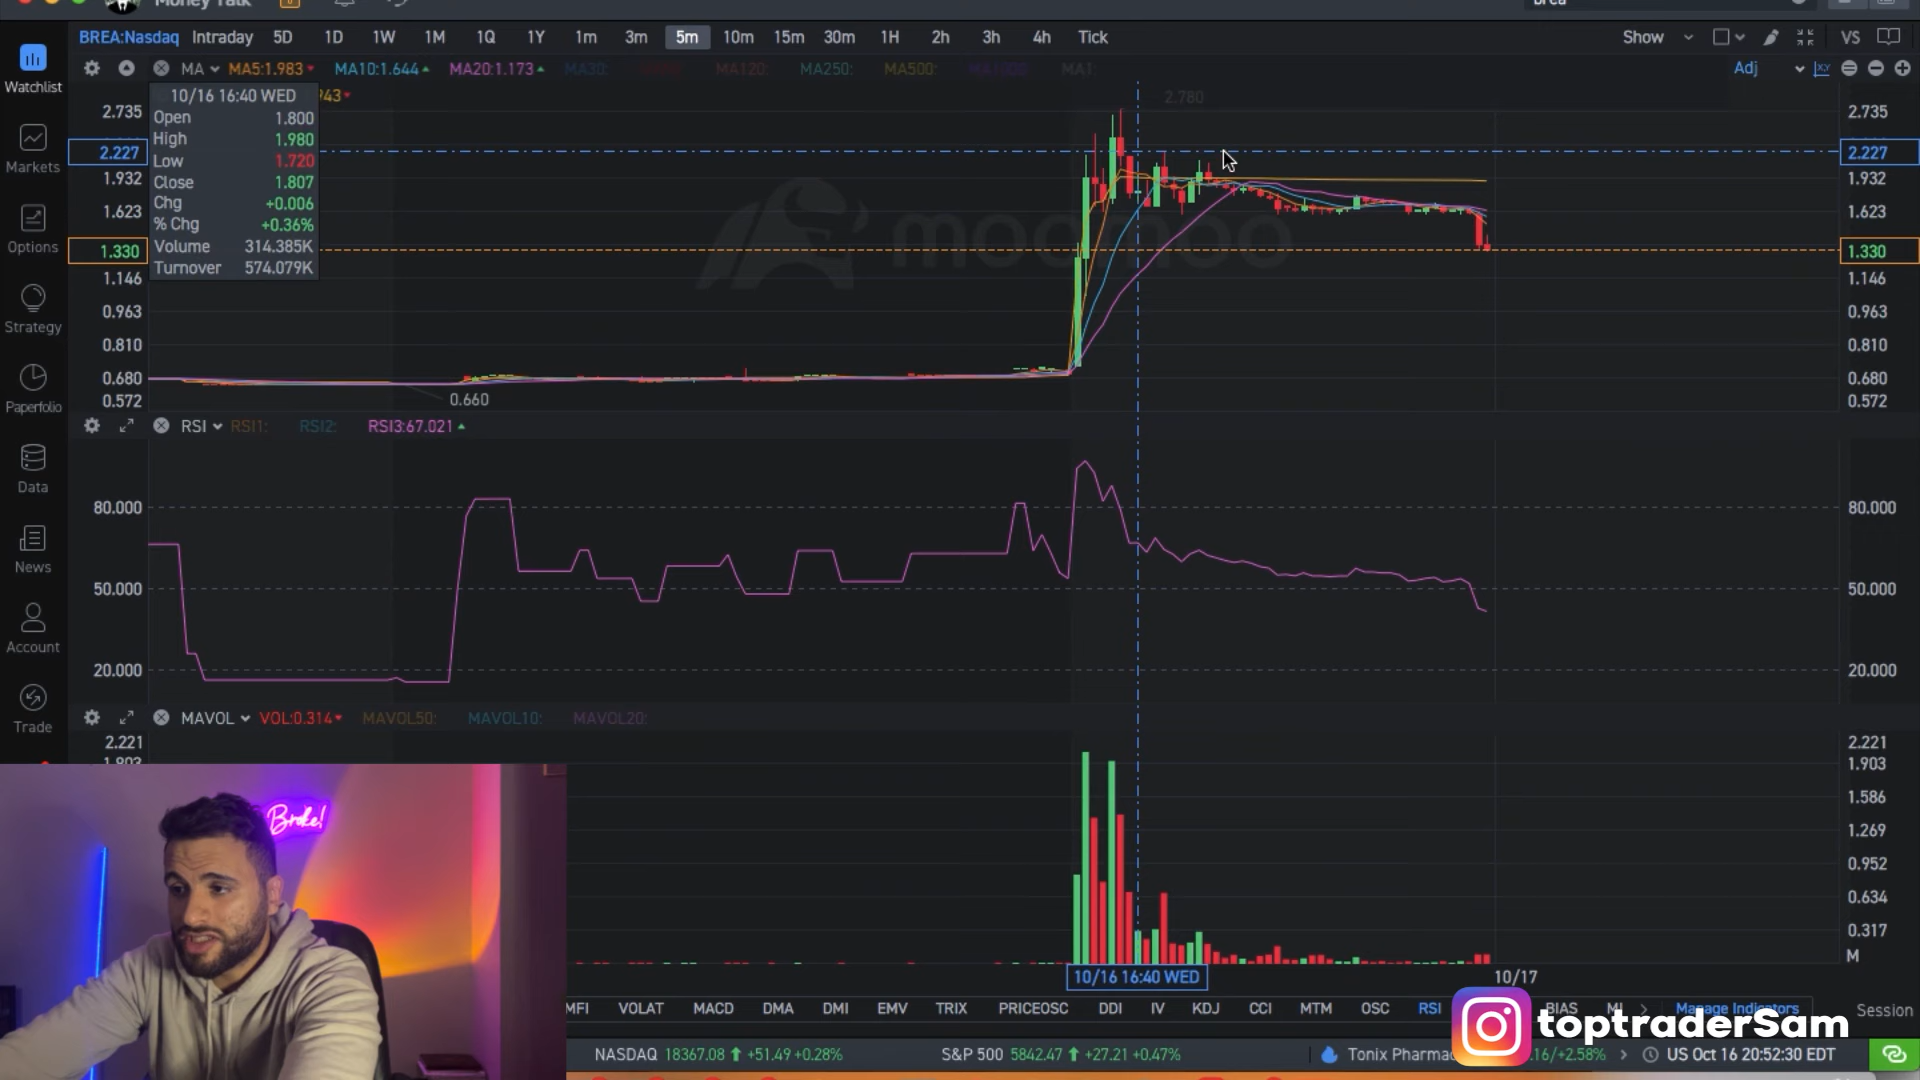 Money Talk
brea
BREA:Nasdaq Intraday 5D 1D 1W 1M 1Q 1Y 1m 3m 5m 10m 15m 30m 1H 2h 3h 4h Tick Show VS
MA MA5:1.983 MA10:1.644 MA20:1.173 MA30: MA120: MA250: MA500: MA1000 MA1: Adj
943
10/16 16:40 WED
Open 1.800
High 1.980
Low 1.720
Close 1.807
Chg +0.006
% Chg +0.36%
Volume 314.385K
Turnover 574.079K
2.780
2.735 2.735
2.227 2.227
1.932 1.932
1.623 1.623
1.330 1.330
1.146 1.146
0.963 0.963
0.810 0.810
0.680 0.680
0.572 0.572
0.660
moomoo
Watchlist
Markets
Options
Strategy
Paperfolio
Data
News
Account
Trade
RSI RSI1: RSI2: RSI3:67.021
80.000 80.000
50.000 50.000
20.000 20.000
MAVOL VOL:0.314 MAVOL50: MAVOL10: MAVOL20:
2.221 2.221
1.903 1.903
1.586
1.269
0.952
0.634
0.317
M
Broke!
10/16 16:40 WED 10/17
MFI VOLAT MACD DMA DMI EMV TRIX PRICEOSC DDI IV KDJ CCI MTM OSC RSI BIAS Manage Indicators Session
toptraderSam
NASDAQ 18367.08 +51.49 +0.28% S&P 500 5842.47 +27.21 +0.47% Tonix Pharmac .16/+2.58% US Oct 16 20:52:30 EDT